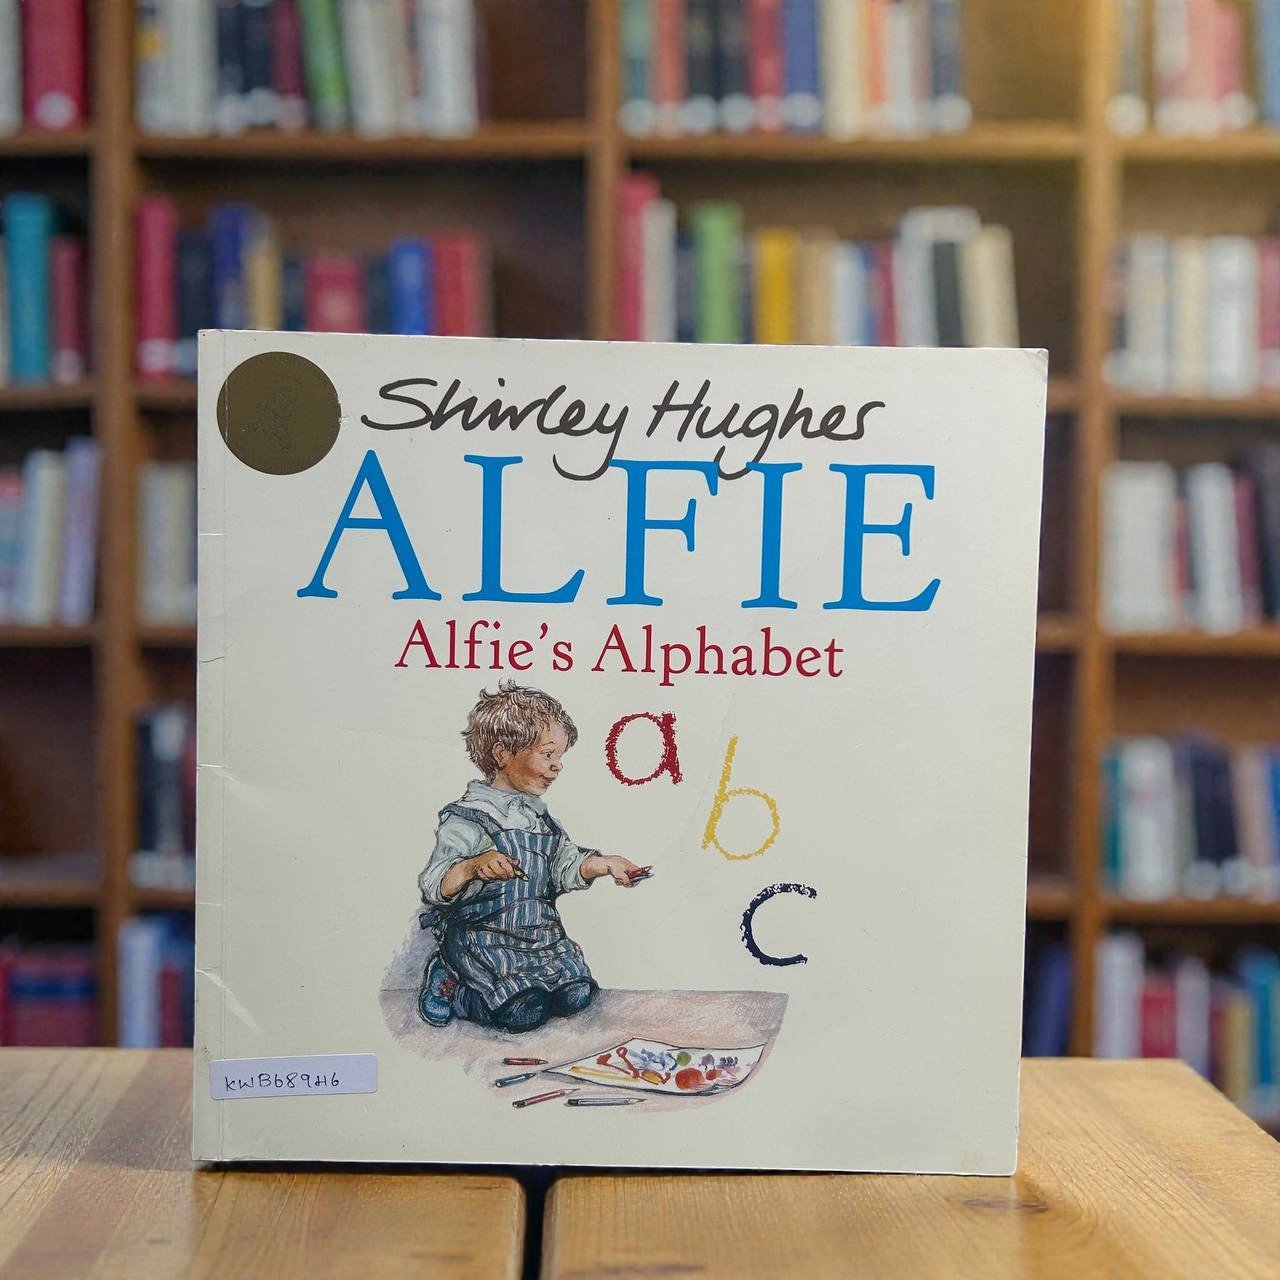 Shirley Hughes
ALFIE
Alfie's Alphabet
a
b
c
KWB689H6